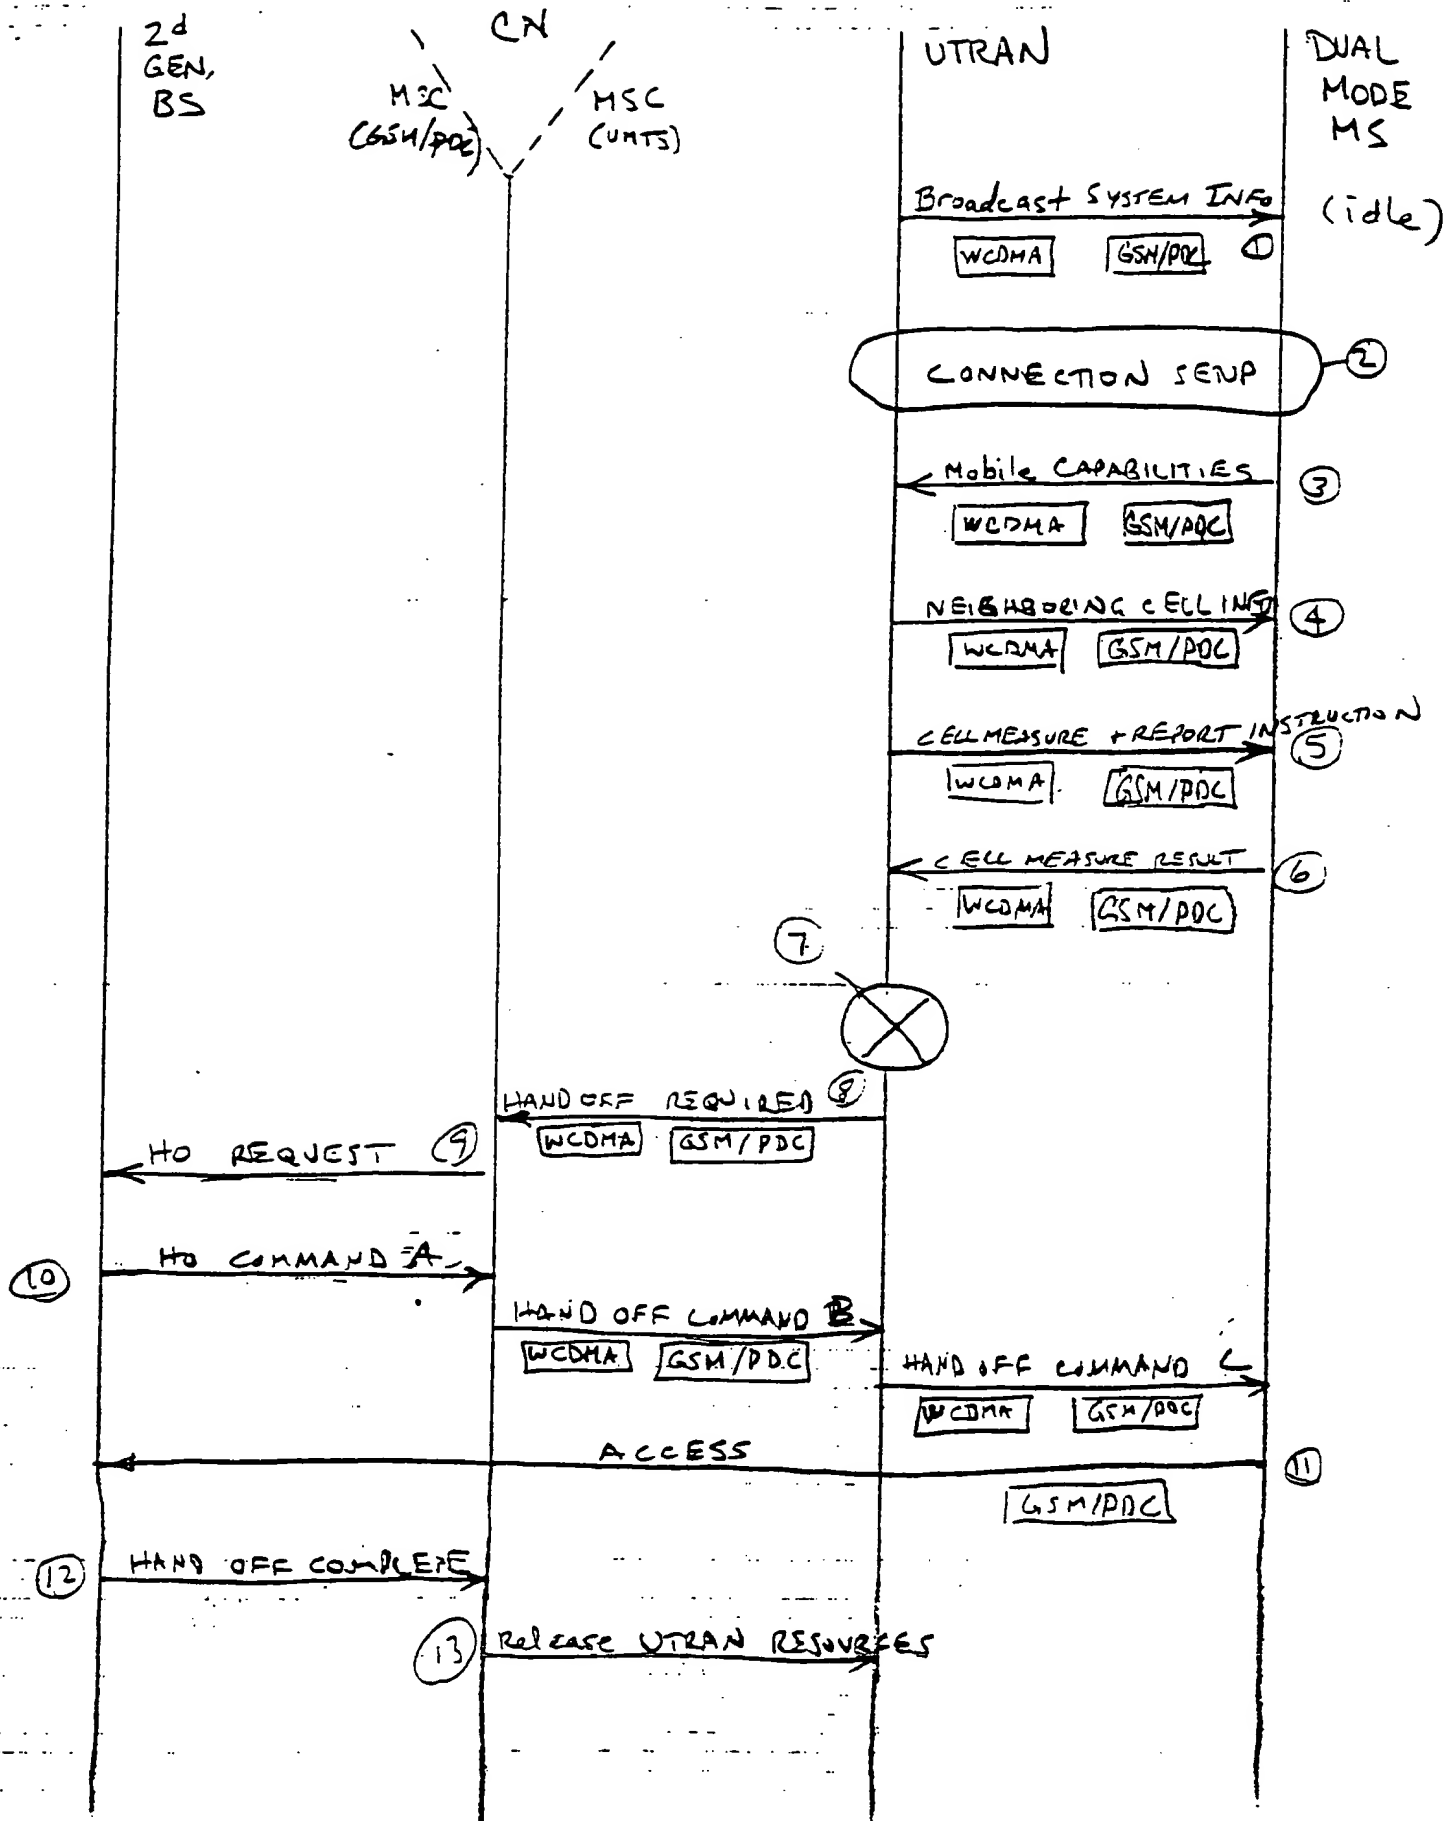 2d
GEN,
BS
CN
MSC
(GSM/PDC)
MSC
(UMTS)
UTRAN
DUAL
MODE
MS
(idle)
Broadcast SYSTEM INFO
WCDMA GSM/PDC 1
CONNECTION SETUP 2
Mobile CAPABILITIES 3
WCDMA GSM/PDC
NEIGHBORING CELL INFO 4
WCDMA GSM/PDC
CELL MEASURE + REPORT INSTRUCTION
5
WCDMA GSM/PDC
CELL MEASURE RESULT 6
WCDMA GSM/PDC
7
HAND OFF REQUIRED 8
WCDMA GSM/PDC
HO REQUEST 9
10 HO COMMAND A
HAND OFF COMMAND B
WCDMA GSM/PDC
HAND OFF COMMAND C
WCDMA GSM/PDC
ACCESS 11
GSM/PDC
12 HAND OFF COMPLETE
13 Release UTRAN RESOURCES